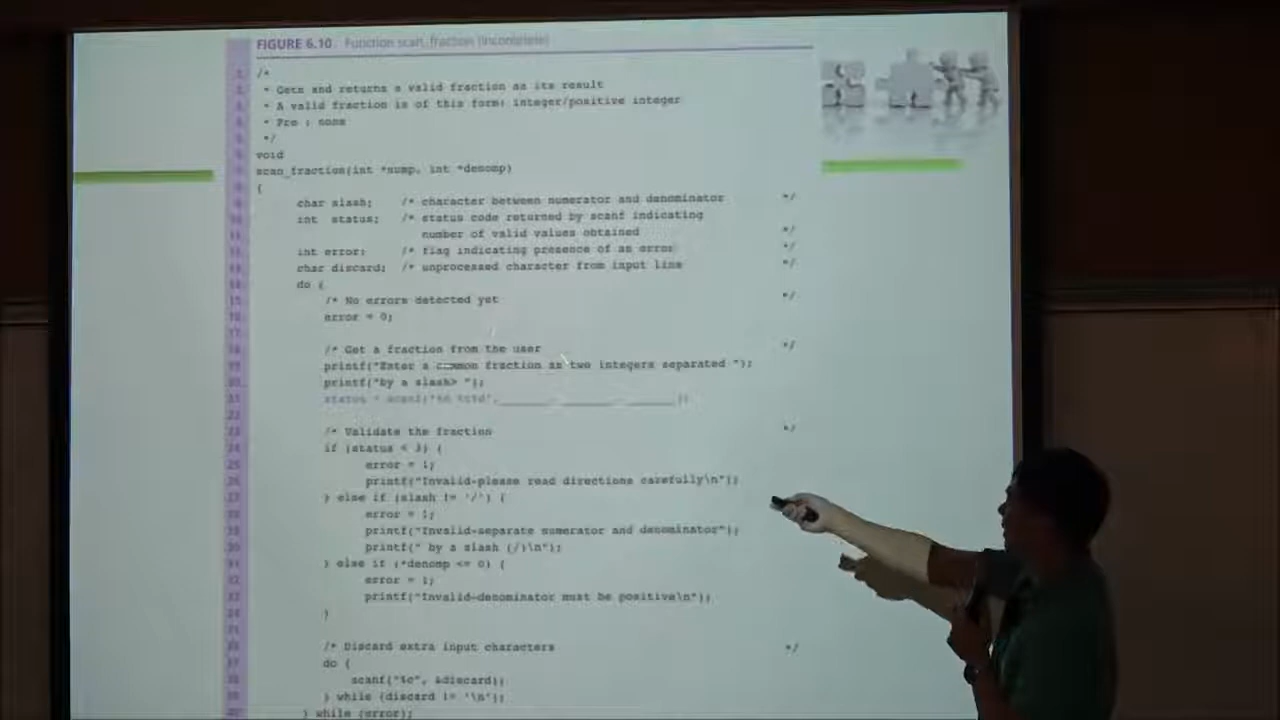 FIGURE 6.10 Function scan_fraction (incomplete)
/*
* Gets and returns a valid fraction as its result
* A valid fraction is of this form: integer/positive integer
* Pre : none
*/
void
scan_fraction(int *nump, int *denomp)
{
char slash; /* character between numerator and denominator */
int status; /* status code returned by scanf indicating
number of valid values obtained */
int error; /* flag indicating presence of an error */
char discard; /* unprocessed character from input line */
do {
/* No errors detected yet */
error = 0;
/* Get a fraction from the user */
printf("Enter a common fraction as two integers separated ");
printf("by a slash> ");
status = scanf("%d %c%d",
/* Validate the fraction */
if (status < 3) {
error = 1;
printf("Invalid-please read directions carefully\n");
} else if (slash != '/') {
error = 1;
printf("Invalid-separate numerator and denominator");
printf(" by a slash (/)\n");
} else if (*denomp <= 0) {
error = 1;
printf("Invalid-denominator must be positive\n");
}
/* Discard extra input characters */
do {
scanf("%c", &discard);
} while (discard != '\n');
} while (error);